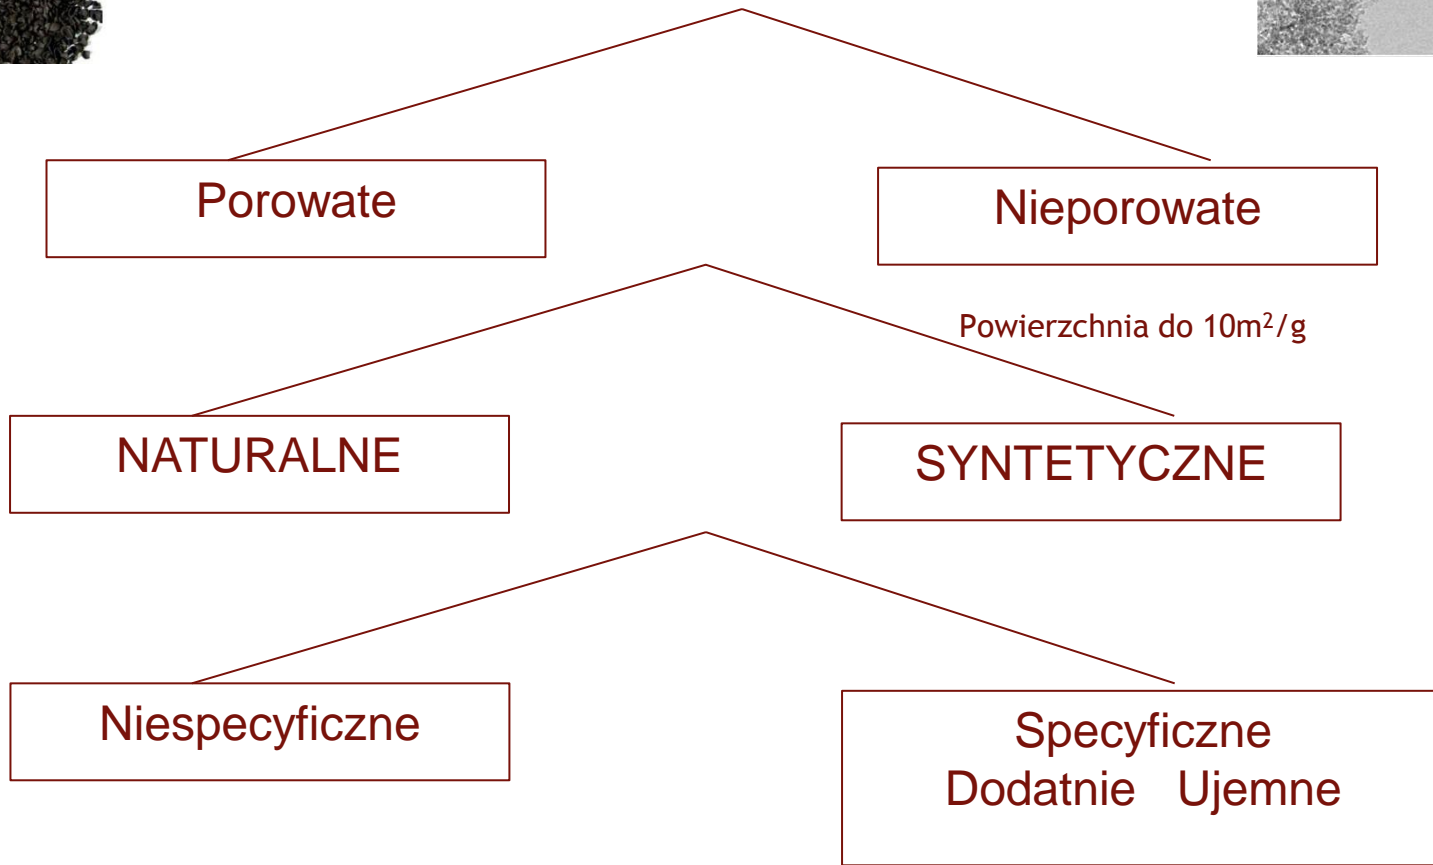 Porowate
Nieporowate
Powierzchnia do 10m²/g
NATURALNE
SYNTETYCZNE
Niespecyficzne
Specyficzne
Dodatnie Ujemne